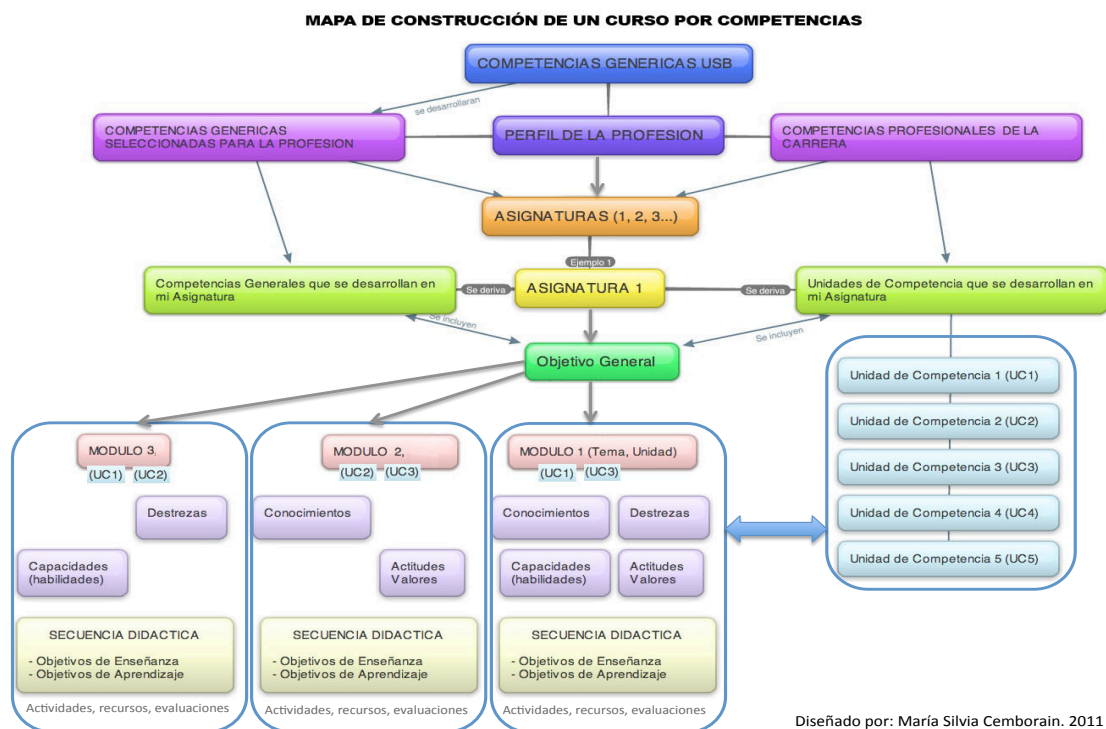 MAPA DE CONSTRUCCIÓN DE UN CURSO POR COMPETENCIAS
COMPETENCIAS GENERICAS USB
se desarrollaran
COMPETENCIAS GENERICAS
SELECCIONADAS PARA LA PROFESION
PERFIL DE LA PROFESION
COMPETENCIAS PROFESIONALES DE LA
CARRERA
ASIGNATURAS (1, 2, 3...)
Ejemplo 1
Competencias Generales que se desarrollan en
mi Asignatura
Se deriva
ASIGNATURA 1
Se deriva
Unidades de Competencia que se desarrollan en
mi Asignatura
Se incluyen
Se incluyen
Objetivo General
Unidad de Competencia 1 (UC1)
Unidad de Competencia 2 (UC2)
Unidad de Competencia 3 (UC3)
Unidad de Competencia 4 (UC4)
Unidad de Competencia 5 (UC5)
MODULO 3,
(UC1) (UC2)
Destrezas
Capacidades
(habilidades)
SECUENCIA DIDACTICA
- Objetivos de Enseñanza
- Objetivos de Aprendizaje
Actividades, recursos, evaluaciones
MODULO 2,
(UC2) (UC3)
Conocimientos
Actitudes
Valores
SECUENCIA DIDACTICA
- Objetivos de Enseñanza
- Objetivos de Aprendizaje
Actividades, recursos, evaluaciones
MODULO 1 (Tema, Unidad)
(UC1) (UC3)
Conocimientos
Destrezas
Capacidades
(habilidades)
Actitudes
Valores
SECUENCIA DIDACTICA
- Objetivos de Enseñanza
- Objetivos de Aprendizaje
Actividades, recursos, evaluaciones
Diseñado por: María Silvia Cemborain. 2011